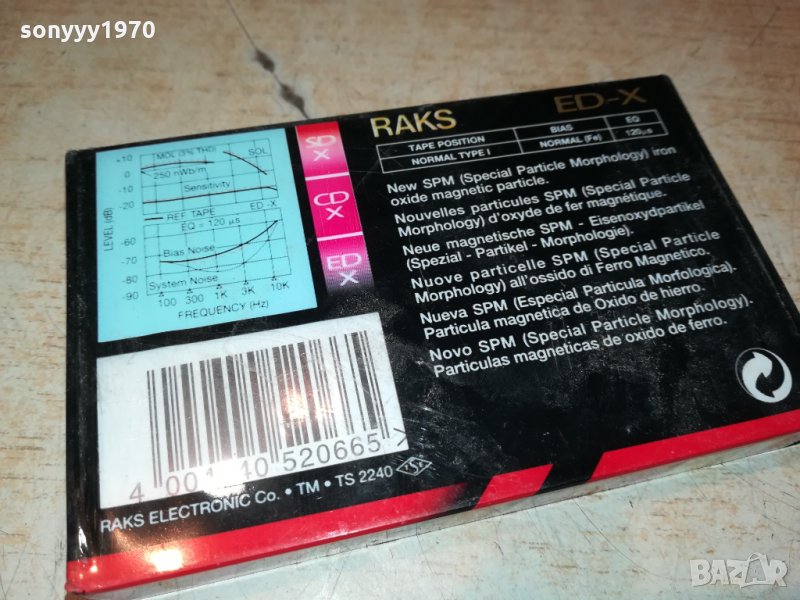 sonyyy1970
RAKS ED-X
TAPE POSITION BIAS EQ
NORMAL TYPE I NORMAL (Fe) 120μs
New SPM (Special Particle Morphology) iron
oxide magnetic particle.
Nouvelles particules SPM (Special Particle
Morphology) d'oxyde de fer magnétique.
Neue magnetische SPM - Eisenoxydpartikel
(Spezial - Partikel - Morphologie).
Nuove particelle SPM (Special Particle
Morphology) all'ossido di Ferro Magnetico.
Nueva SPM (Especial Particula Morfologica).
Particula magnetica de Oxido de hierro.
Novo SPM (Special Particle Morphology).
Particulas magneticas de oxido de ferro.
SD
X
CD
X
ED
X
LEVEL (dB)
+10
MOL (3% THD) SOL
0
250 nWb/m
-10
Sensitivity
-20
REF TAPE ED-X
EQ = 120 μs
-60
Bias Noise
-70
-80
System Noise
-90
100 300 1K 3K 10K
FREQUENCY (Hz)
520665>
RAKS ELECTRONIC Co. • TM • TS 2240
BAZAR